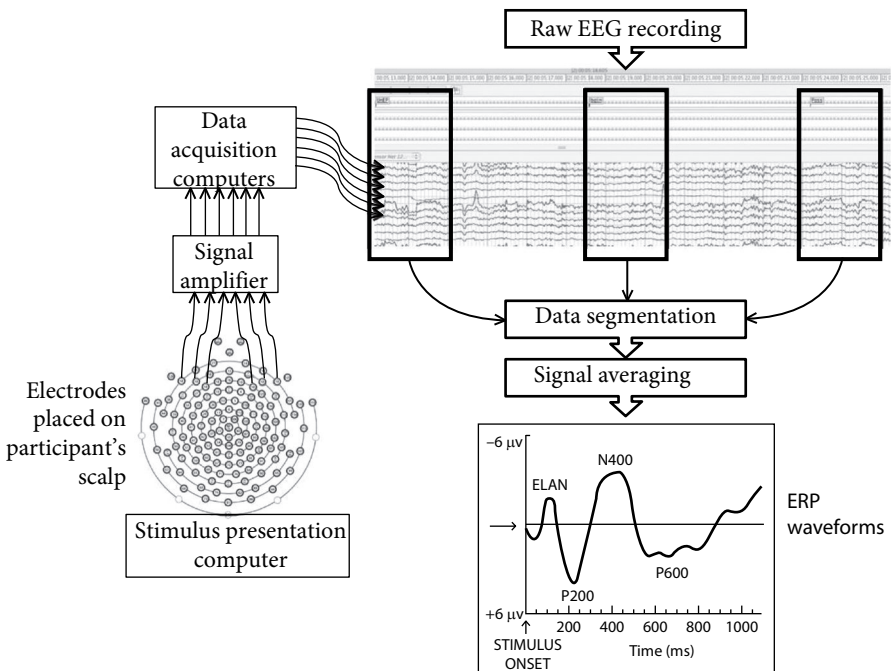 Raw EEG recording
Data
acquisition
computers
Signal
amplifier
Electrodes
placed on
participant's
scalp
Stimulus presentation
computer
Data segmentation
Signal averaging
–6 μv
ELAN
N400
P200
P600
+6 μv
200 400 600 800 1000
STIMULUS
ONSET
Time (ms)
ERP
waveforms